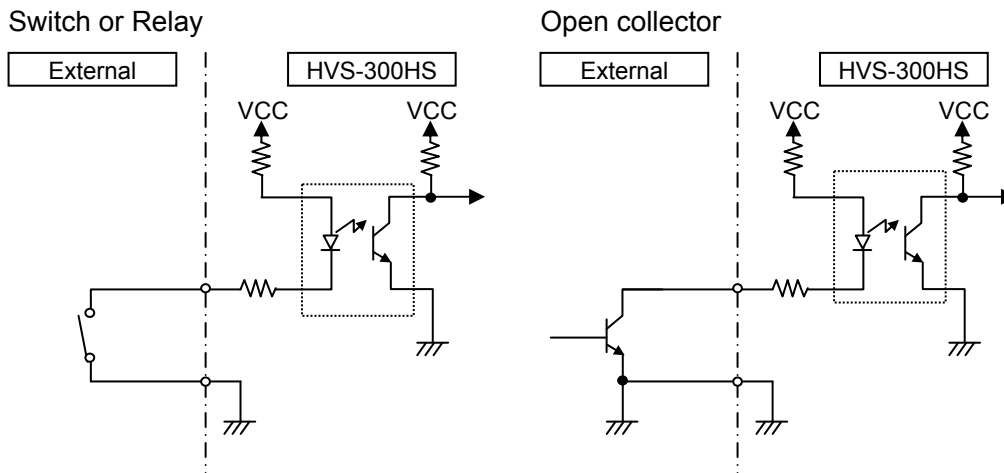 Switch or Relay
External
HVS-300HS
VCC
VCC
Open collector
External
HVS-300HS
VCC
VCC